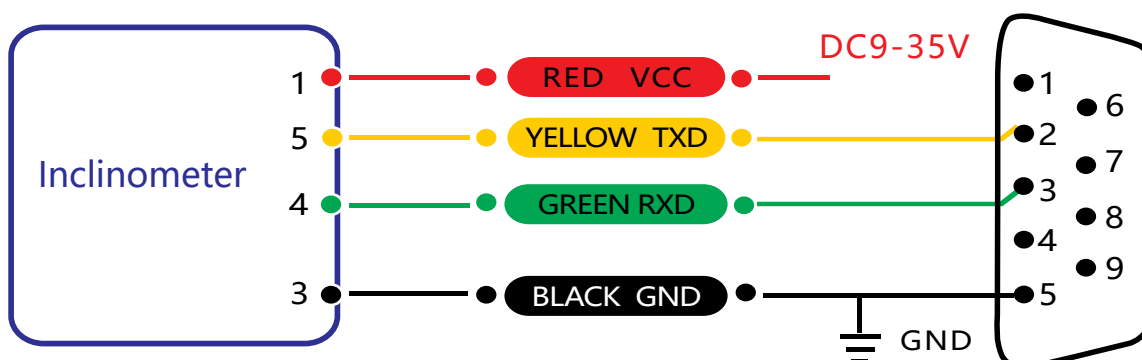 DC9-35V
1 RED VCC 1
6
5 YELLOW TXD 2
Inclinometer
7
4 GREEN RXD 3
8
4
9
3 BLACK GND 5
GND